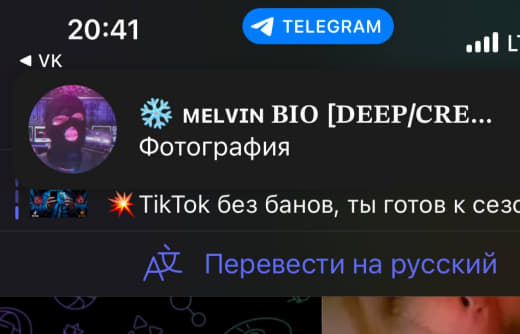 20:41
TELEGRAM
LT
◀ VK
❄️ ᴍᴇʟᴠɪɴ 𝐁𝐈𝐎 [𝐃𝐄𝐄𝐏/𝐂𝐑𝐄...
Фотография
💥 TikTok без банов, ты готов к сезо
Перевести на русский